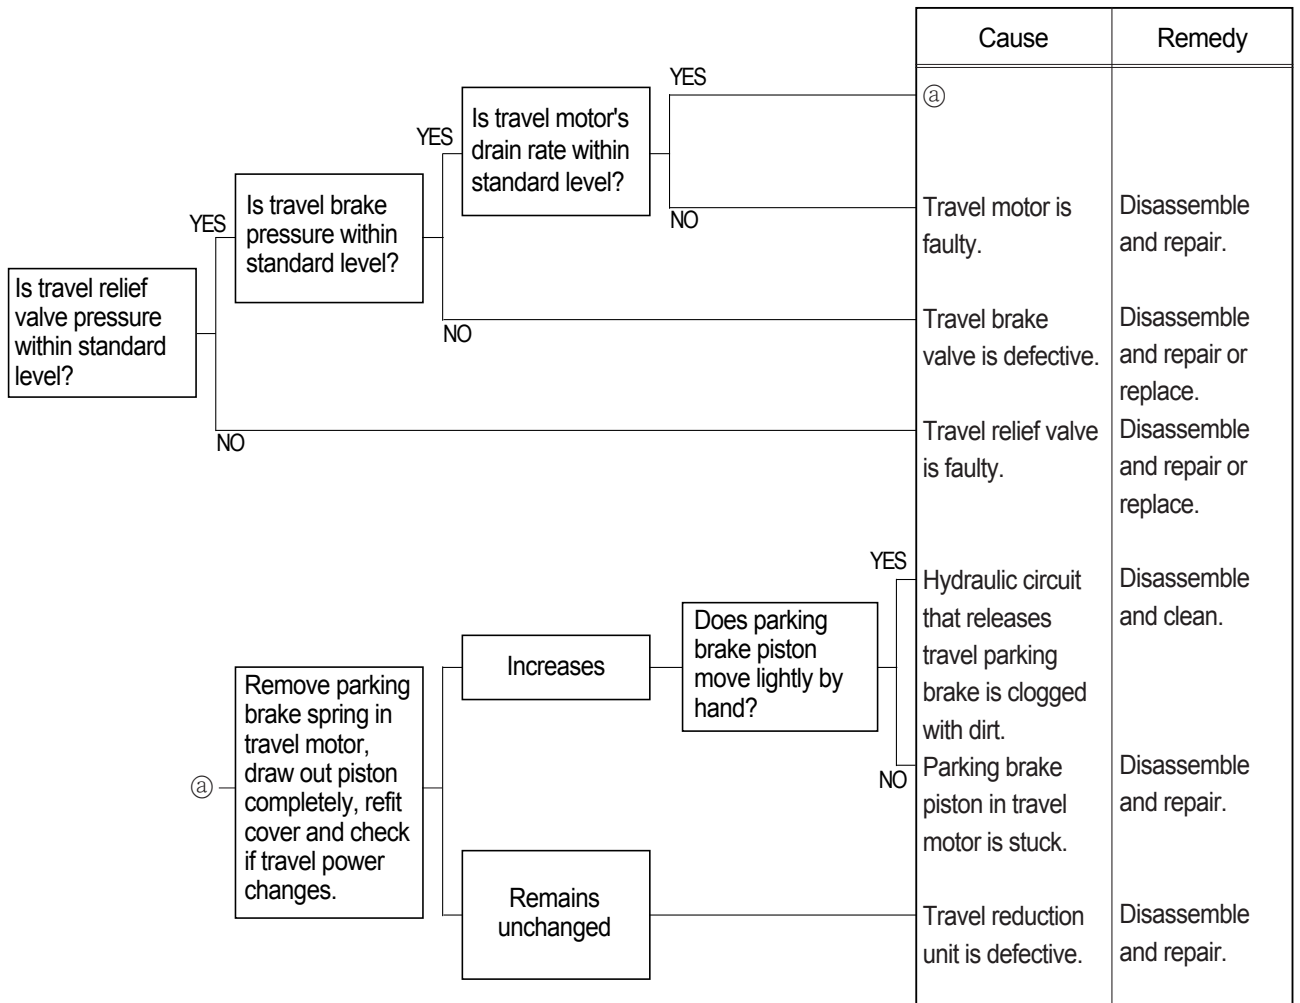 Cause
Remedy
YES
ⓐ
Is travel motor's
drain rate within
standard level?
YES
NO
Travel motor is
faulty.
Disassemble
and repair.
Is travel brake
pressure within
standard level?
YES
NO
Travel brake
valve is defective.
Disassemble
and repair or
replace.
Is travel relief
valve pressure
within standard
level?
NO
Travel relief valve
is faulty.
Disassemble
and repair or
replace.
ⓐ
Remove parking
brake spring in
travel motor,
draw out piston
completely, refit
cover and check
if travel power
changes.
Increases
Does parking
brake piston
move lightly by
hand?
YES
Hydraulic circuit
that releases
travel parking
brake is clogged
with dirt.
Disassemble
and clean.
NO
Parking brake
piston in travel
motor is stuck.
Disassemble
and repair.
Remains
unchanged
Travel reduction
unit is defective.
Disassemble
and repair.